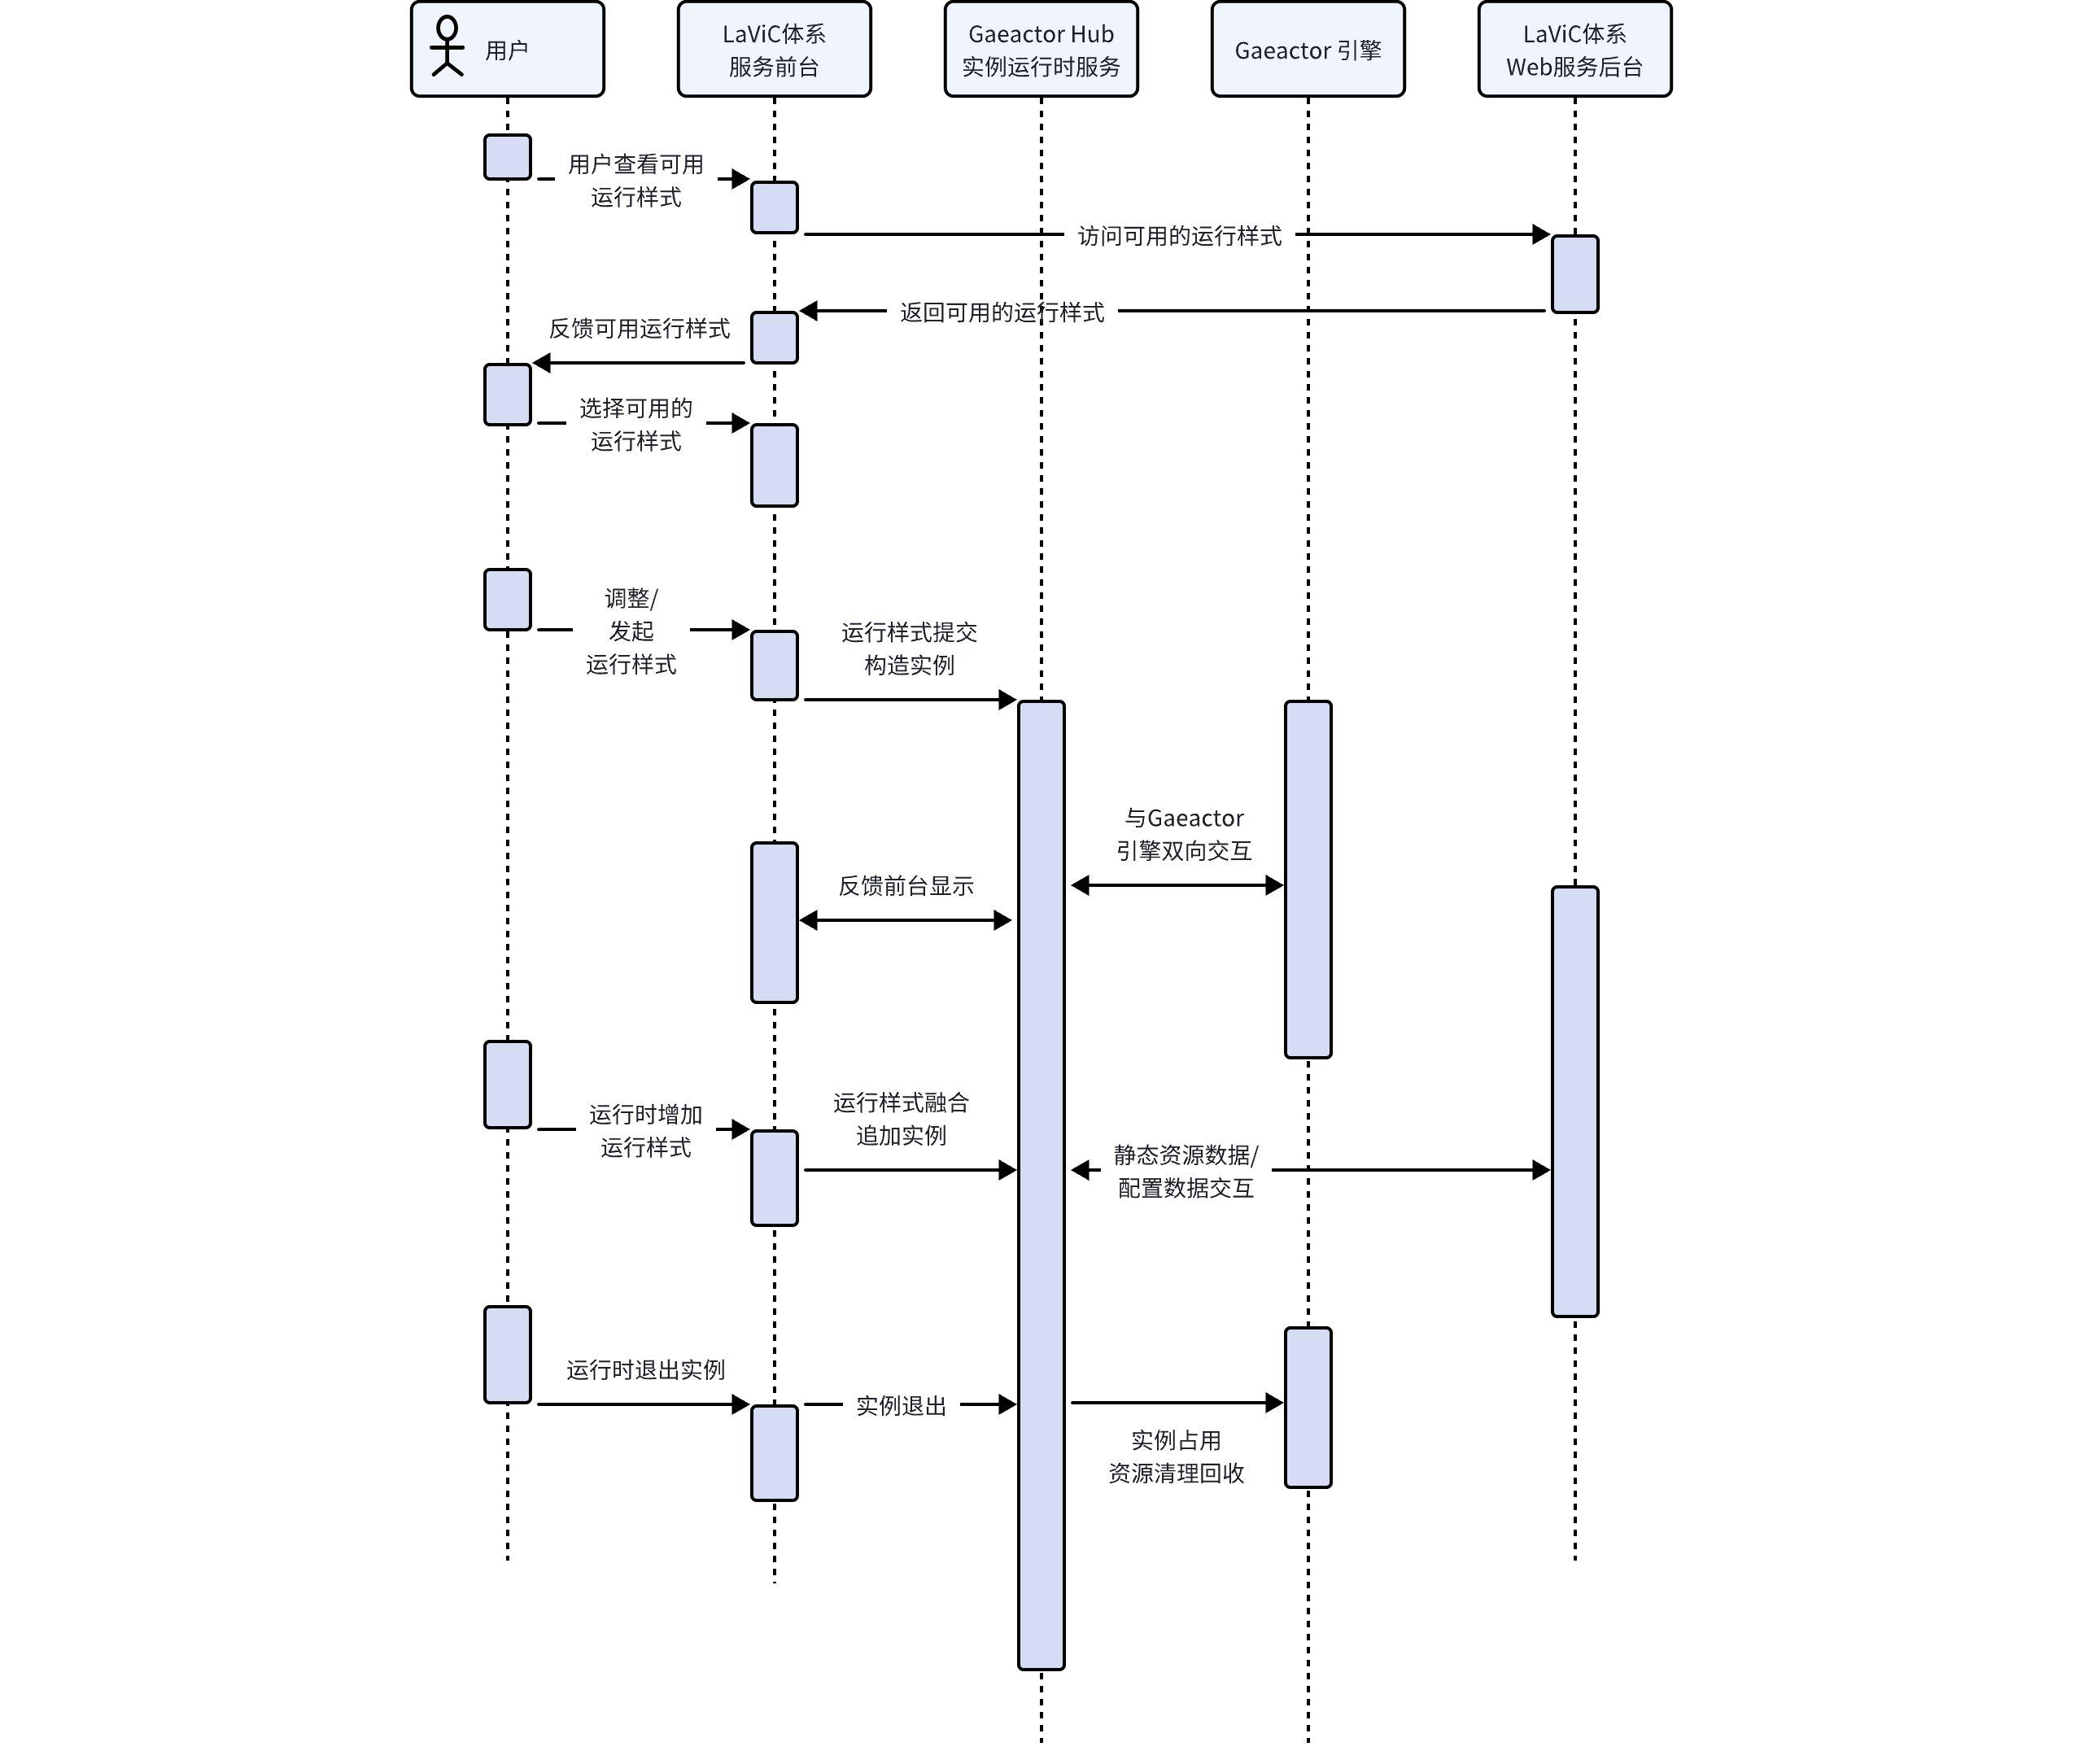 用户
LaViC体系
服务前台
Gaeactor Hub
实例运行时服务
Gaeactor 引擎
LaViC体系
Web服务后台
用户查看可用
运行样式
访问可用的运行样式
返回可用的运行样式
反馈可用运行样式
选择可用的
运行样式
调整/
发起
运行样式
运行样式提交
构造实例
与Gaeactor
引擎双向交互
反馈前台显示
运行时增加
运行样式
运行样式融合
追加实例
静态资源数据/
配置数据交互
运行时退出实例
实例退出
实例占用
资源清理回收